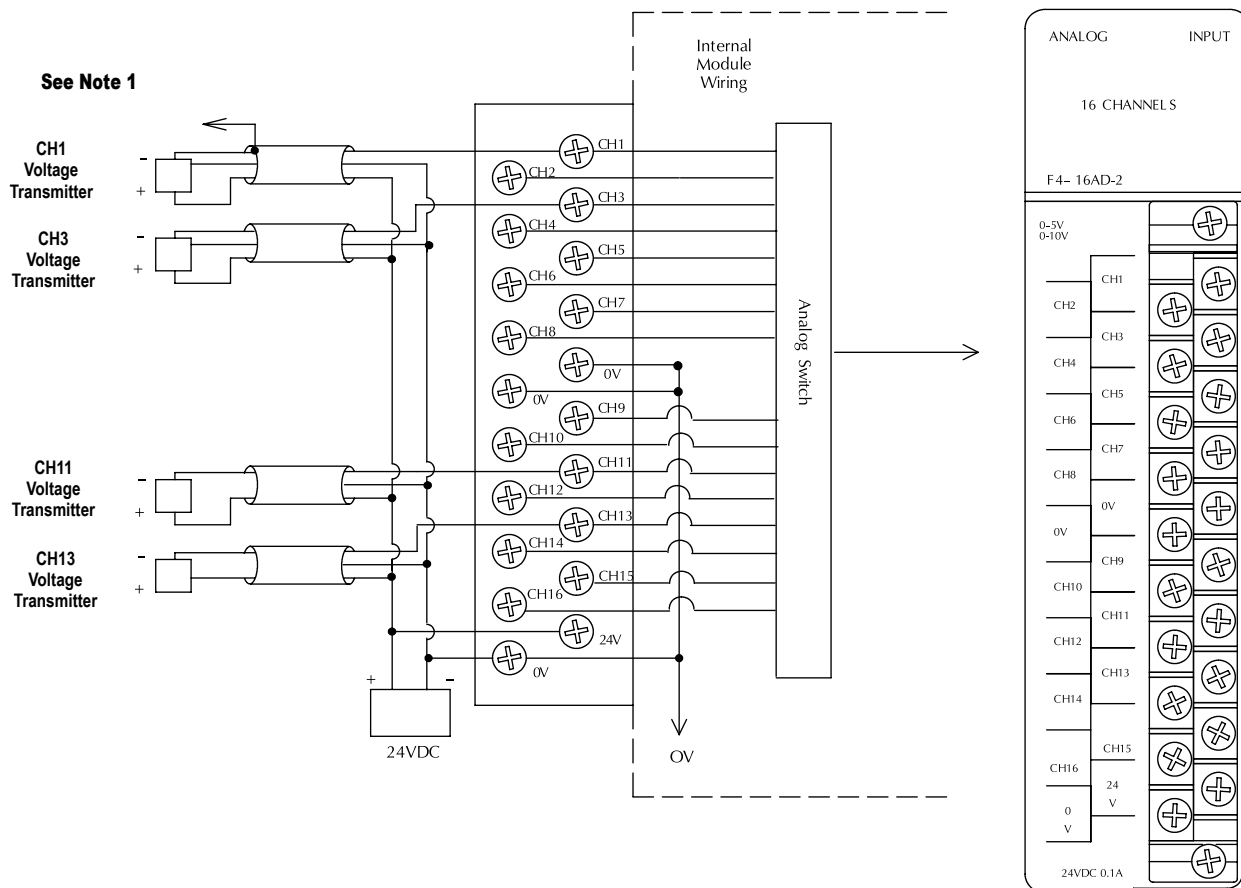 See Note 1
CH1
Voltage
Transmitter
-
+
CH3
Voltage
Transmitter
-
+
CH11
Voltage
Transmitter
-
+
CH13
Voltage
Transmitter
-
+
+
-
24VDC
Internal
Module
Wiring
CH1
CH2
CH3
CH4
CH5
CH6
CH7
CH8
0V
0V
CH9
CH10
CH11
CH12
CH13
CH14
CH15
CH16
24V
0V
OV
Analog Switch
ANALOG INPUT
16 CHANNELS
F4-16AD-2
0-5V
0-10V
CH1
CH2
CH3
CH4
CH5
CH6
CH7
CH8
0V
0V
CH9
CH10
CH11
CH12
CH13
CH14
CH15
CH16
24
V
0
V
24VDC 0.1A